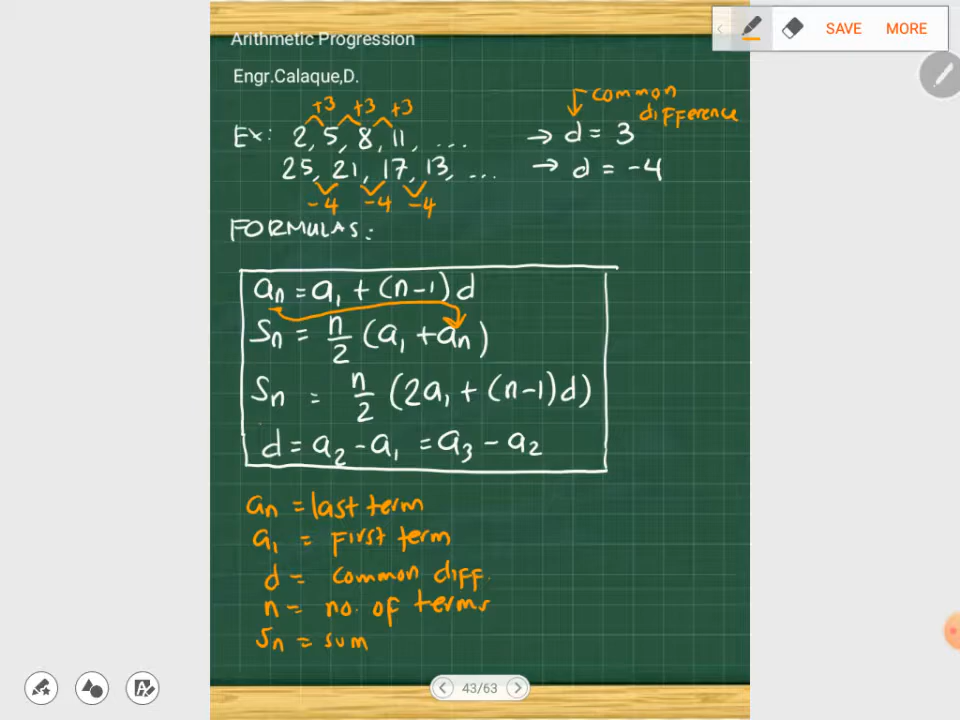 SAVE MORE
Arithmetic Progression
Engr.Calaque,D.
common
difference
+3 +3 +3
Ex: 2, 5, 8, 11, ... → d = 3
25, 21, 17, 13, ... → d = -4
-4 -4 -4
FORMULAS:
an = a1 + (n-1)d
Sn = n/2 (a1 + an)
Sn = n/2 (2a1 + (n-1)d)
d = a2 - a1 = a3 - a2
an = last term
a1 = First term
d = common diff.
n = no. of terms
Sn = sum
43/63